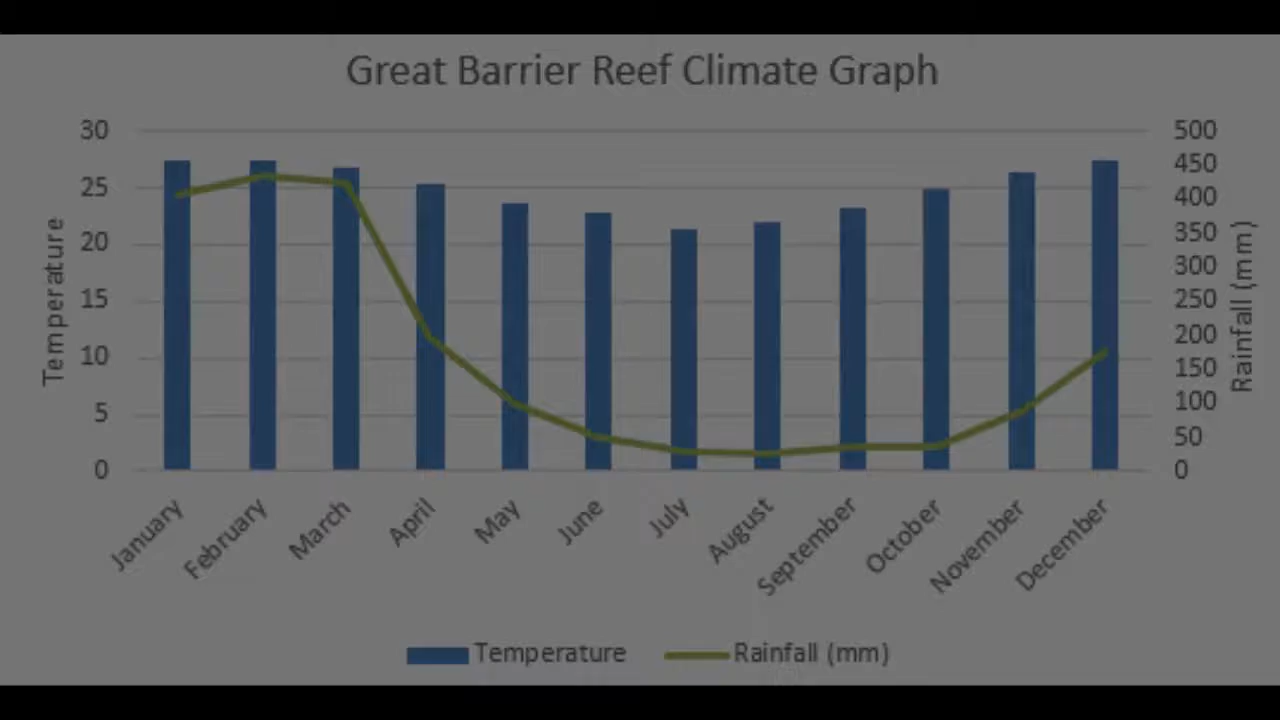 Great Barrier Reef Climate Graph
30
25
20
15
10
5
0
Temperature
500
450
400
350
300
250
200
150
100
50
0
Rainfall (mm)
January
February
March
April
May
June
July
August
September
October
November
December
Temperature
Rainfall (mm)